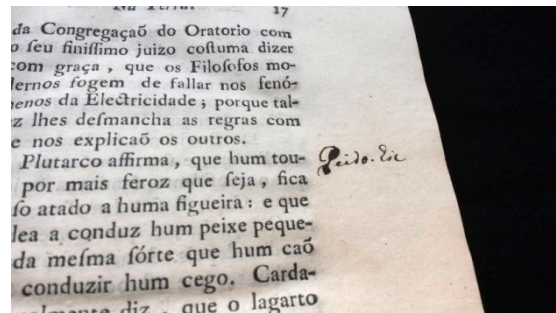 17
da Congregaçaõ do Oratorio com
o ſeu finiſſimo juizo coſtuma dizer
com graça , que os Filoſofos mo-
dernos fogem de fallar nos fenó-
menos da Electricidade ; porque tal-
z lhes deſmancha as regras com
e nos explicaõ os outros.
Plutarco affirma , que hum tou-
por mais feroz que ſeja , fica
ſo atado a huma figueira : e que
lea a conduz hum peixe peque-
da meſma ſórte que hum caõ
conduzir hum cego. Carda-
diz , que o lagarto